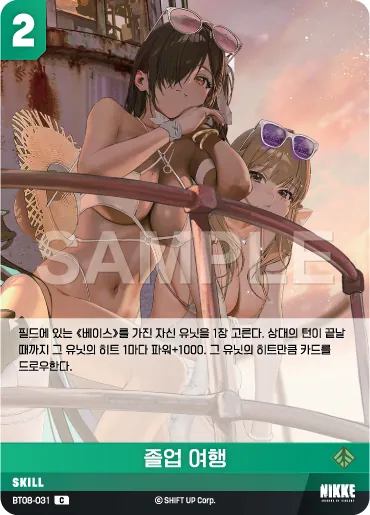 2
SAMPLE
필드에 있는 《베이스》를 가진 자신 유닛을 1장 고른다. 상대의 턴이 끝날
때까지 그 유닛의 히트 1마다 파워+1000. 그 유닛의 히트만큼 카드를
드로우한다.
졸업 여행
SKILL
BT08-031 C
© SHIFT UP Corp.
NIKKE